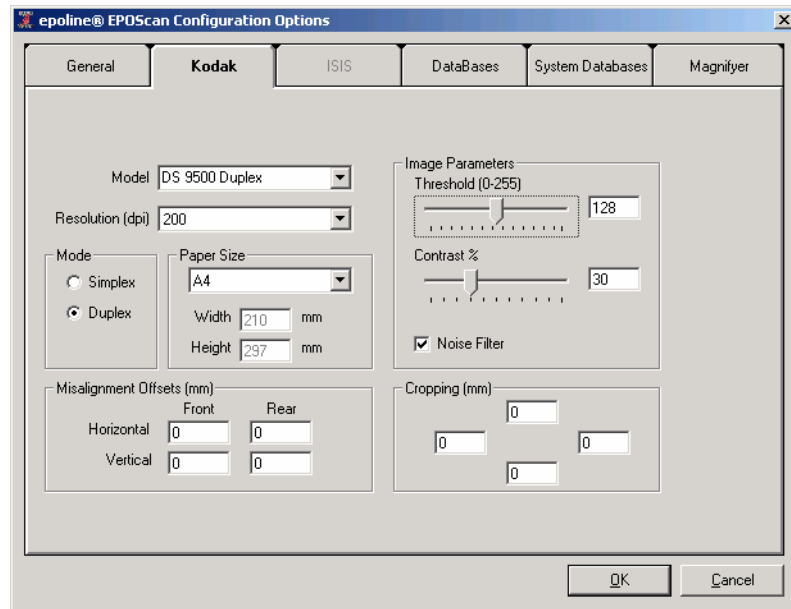 epoline® EPOScan Configuration Options
General Kodak ISIS DataBases System Databases Magnifyer
Model DS 9500 Duplex
Resolution (dpi) 200
Mode
Simplex
Duplex
Paper Size
A4
Width 210 mm
Height 297 mm
Image Parameters
Threshold (0-255)
128
Contrast %
30
Noise Filter
Misalignment Offsets (mm)
Front Rear
Horizontal 0 0
Vertical 0 0
Cropping (mm)
0
0 0
0
OK Cancel